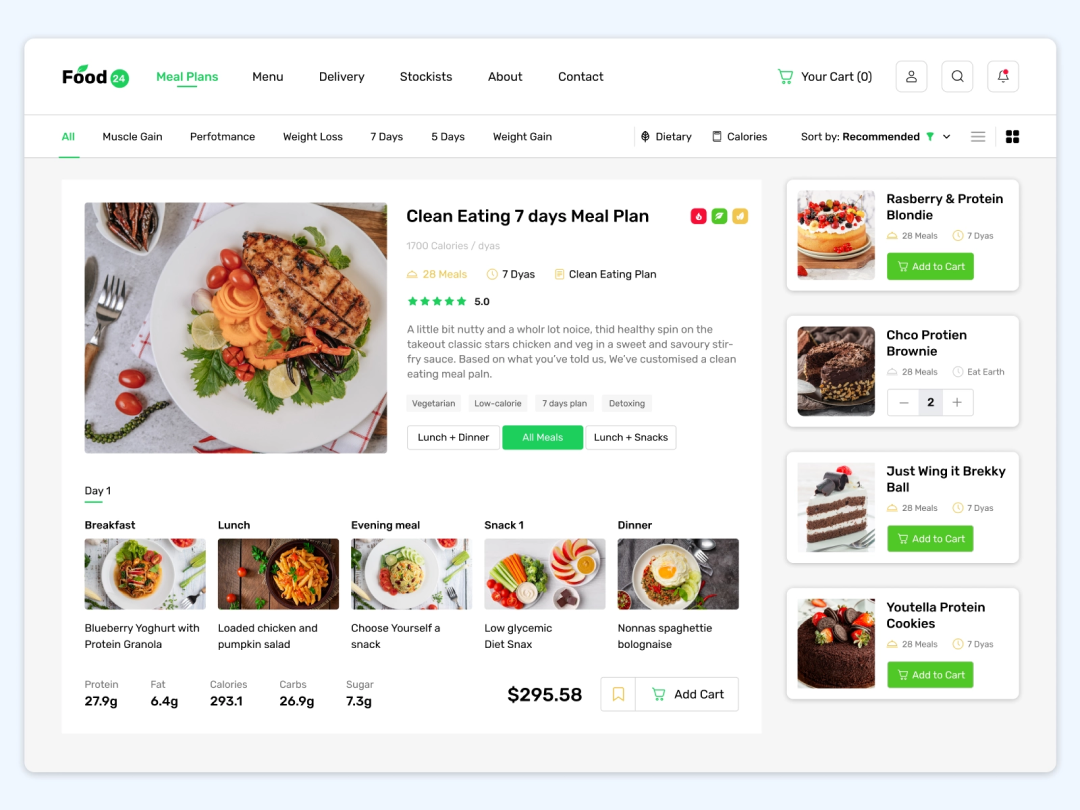 Food 24
Meal Plans
Menu
Delivery
Stockists
About
Contact
Your Cart (0)
All
Muscle Gain
Perfotmance
Weight Loss
7 Days
5 Days
Weight Gain
Dietary
Calories
Sort by: Recommended
Clean Eating 7 days Meal Plan
1700 Calories / dyas
28 Meals
7 Dyas
Clean Eating Plan
5.0
A little bit nutty and a wholr lot noice, thid healthy spin on the
takeout classic stars chicken and veg in a sweet and savoury stir-
fry sauce. Based on what you've told us, We've customised a clean
eating meal paln.
Vegetarian
Low-calorie
7 days plan
Detoxing
Lunch + Dinner
All Meals
Lunch + Snacks
Day 1
Breakfast
Blueberry Yoghurt with
Protein Granola
Lunch
Loaded chicken and
pumpkin salad
Evening meal
Choose Yourself a
snack
Snack 1
Low glycemic
Diet Snax
Dinner
Nonnas spaghettie
bolognaise
Protein
27.9g
Fat
6.4g
Calories
293.1
Carbs
26.9g
Sugar
7.3g
$295.58
Add Cart
Rasberry & Protein
Blondie
28 Meals
7 Dyas
Add to Cart
Chco Protien
Brownie
28 Meals
Eat Earth
— 2 +
Just Wing it Brekky
Ball
28 Meals
7 Dyas
Add to Cart
Youtella Protein
Cookies
28 Meals
7 Dyas
Add to Cart